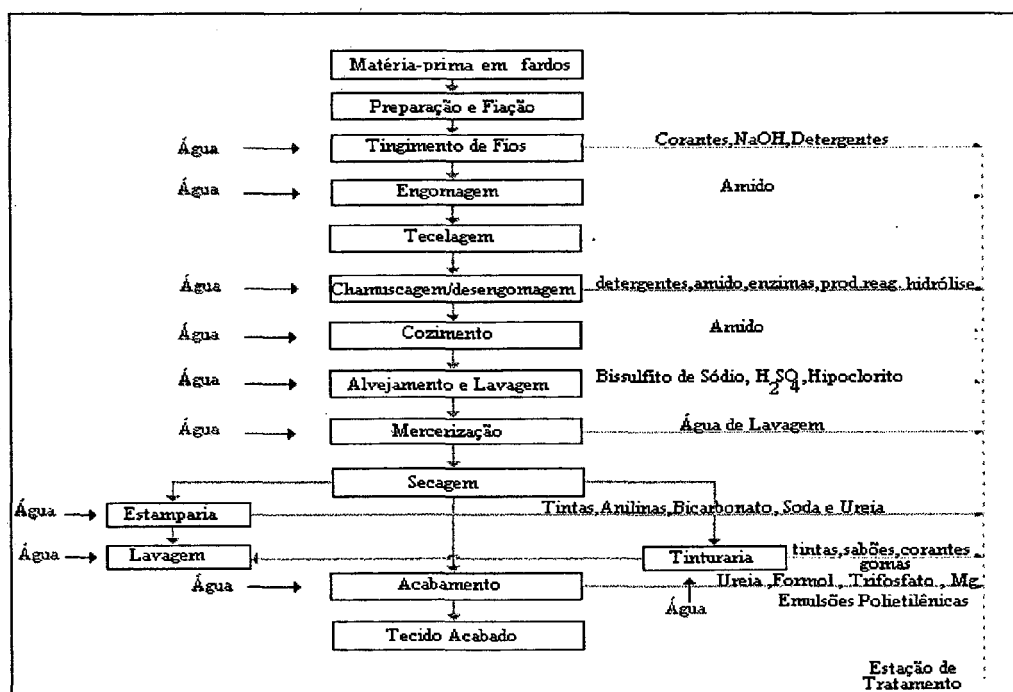 Matéria-prima em fardos
Preparação e Fiação
Água Tingimento de Fios Corantes,NaOH,Detergentes
Água Engomagem Amido
Tecelagem
Água Chamuscagem/desengomagem detergentes,amido,enzimas,prod.reag. hidrólise
Água Cozimento Amido
Água Alvejamento e Lavagem Bissulfito de Sódio, H2SO4,Hipoclorito
Água Mercerização Água de Lavagem
Secagem
Água Estamparia Tintas,Anilinas,Bicarbonato, Soda e Ureia
Água Lavagem Tinturaria tintas,sabões,corantes
gomas
Água Acabamento Ureia ,Formol , Trifosfato , Mg
Água Emulsões Polietilênicas
Tecido Acabado
Estação de
Tratamento